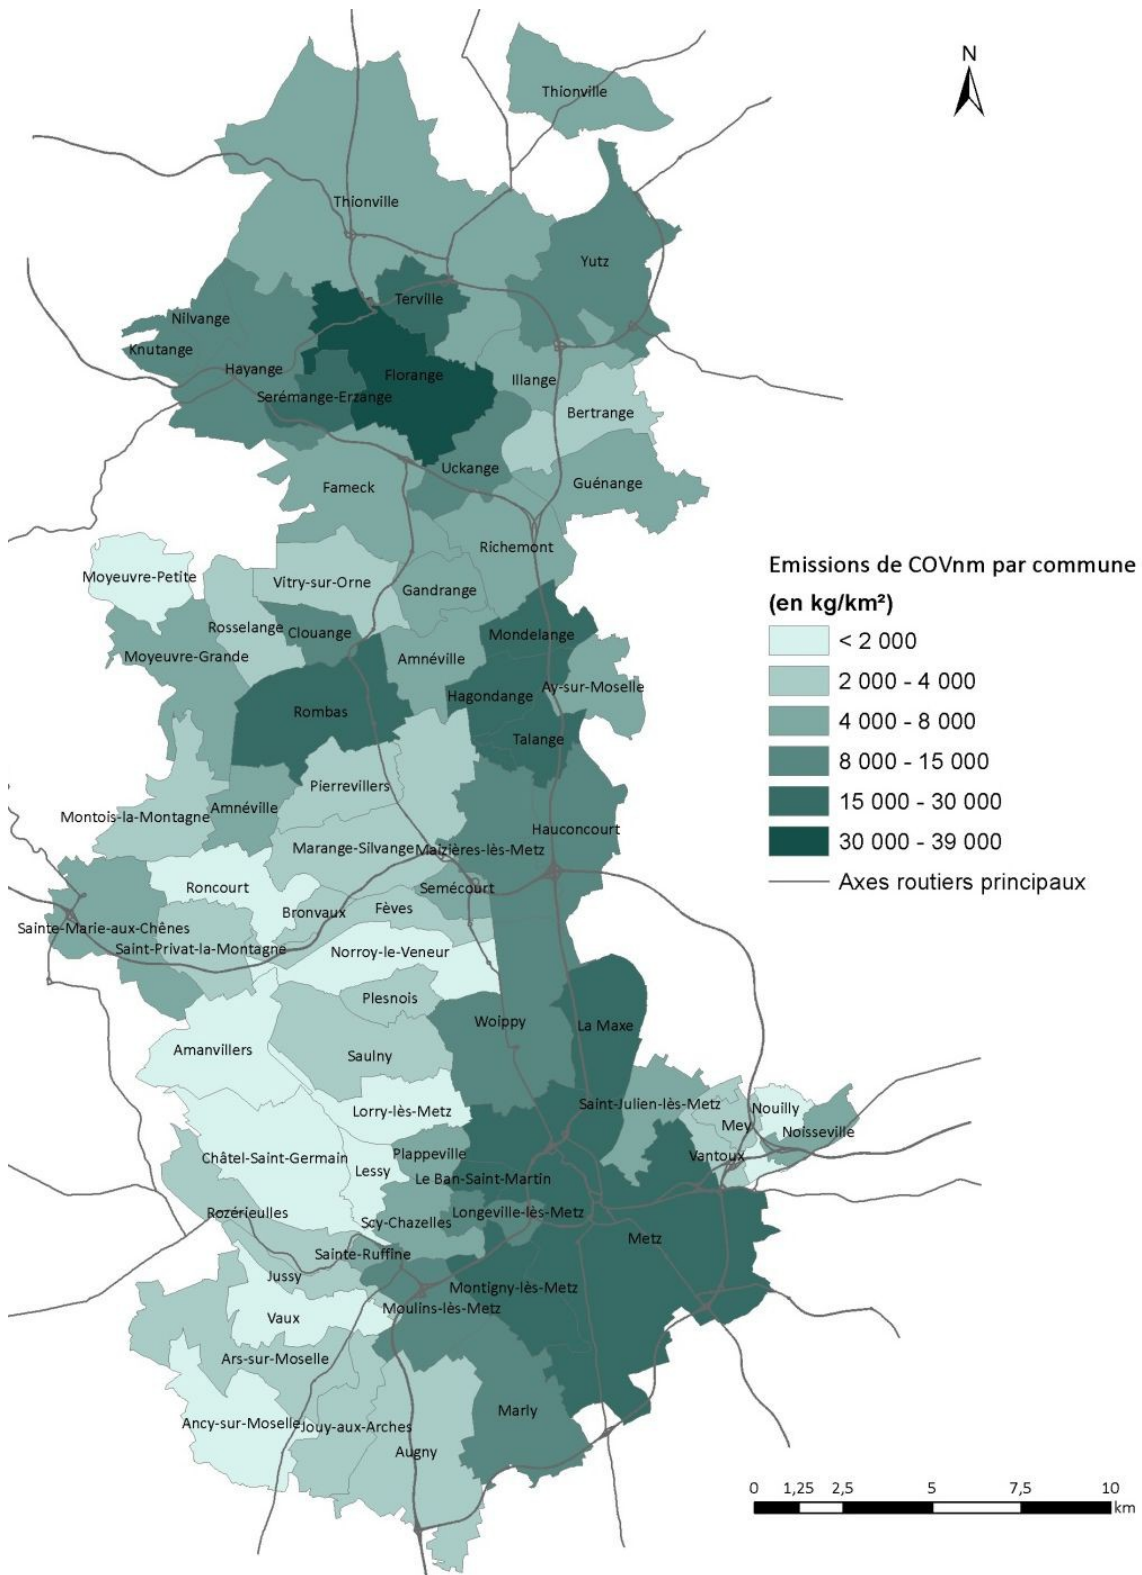 N
Thionville
Thionville
Yutz
Terville
Nilvange
Knutange
Hayange
Florange
Illange
Serémange-Erzange
Bertrange
Uckange
Guénange
Fameck
Richemont
Moyeuvre-Petite
Vitry-sur-Orne
Gandrange
Rosselange
Clouange
Mondelange
Moyeuvre-Grande
Amnéville
Hagondange
Ay-sur-Moselle
Rombas
Talange
Pierrevillers
Amnéville
Montois-la-Montagne
Hauconcourt
Marange-Silvange
Maizières-lès-Metz
Roncourt
Semécourt
Bronvaux
Fèves
Sainte-Marie-aux-Chênes
Saint-Privat-la-Montagne
Norroy-le-Veneur
Plesnois
Woippy
La Maxe
Amanvillers
Saulny
Lorry-lès-Metz
Saint-Julien-lès-Metz
Nouilly
Mey
Noisseville
Châtel-Saint-Germain
Plappeville
Vantoux
Lessy
Le Ban-Saint-Martin
Rozérieulles
Scy-Chazelles
Longeville-lès-Metz
Metz
Sainte-Ruffine
Jussy
Montigny-lès-Metz
Vaux
Moulins-lès-Metz
Ars-sur-Moselle
Marly
Ancy-sur-Moselle
Jouy-aux-Arches
Augny
Emissions de COVnm par commune
(en kg/km²)
< 2 000
2 000 - 4 000
4 000 - 8 000
8 000 - 15 000
15 000 - 30 000
30 000 - 39 000
Axes routiers principaux
0 1,25 2,5 5 7,5 10
km